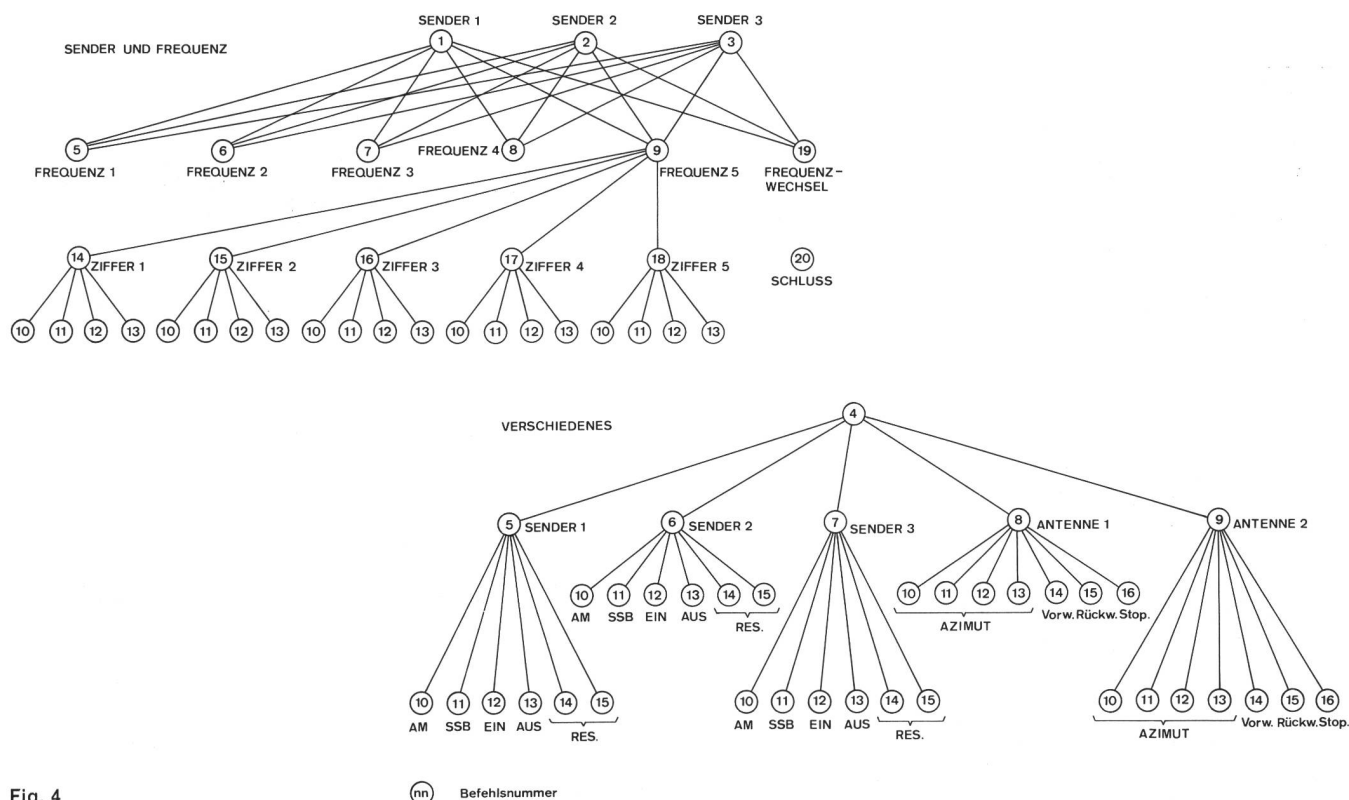 SENDER 1 SENDER 2 SENDER 3
SENDER UND FREQUENZ
1 2 3
5 6 7 FREQUENZ 4 8 9 19
FREQUENZ 1 FREQUENZ 2 FREQUENZ 3 FREQUENZ 5 FREQUENZ-
WECHSEL
14 ZIFFER 1 15 ZIFFER 2 16 ZIFFER 3 17 ZIFFER 4 18 ZIFFER 5 20
SCHLUSS
10 11 12 13 10 11 12 13 10 11 12 13 10 11 12 13 10 11 12 13
VERSCHIEDENES
4
5 SENDER 1 6 SENDER 2 7 SENDER 3 8 ANTENNE 1 9 ANTENNE 2
10 11 12 13 14 15 10 11 12 13 14 15 16
AM SSB EIN AUS RES. AZIMUT Vorw. Rückw. Stop.
10 11 12 13 14 15 10 11 12 13 14 15 10 11 12 13 14 15 16
AM SSB EIN AUS RES. AM SSB EIN AUS RES. AZIMUT Vorw. Rückw. Stop.
Fig. 4
nn Befehlsnummer